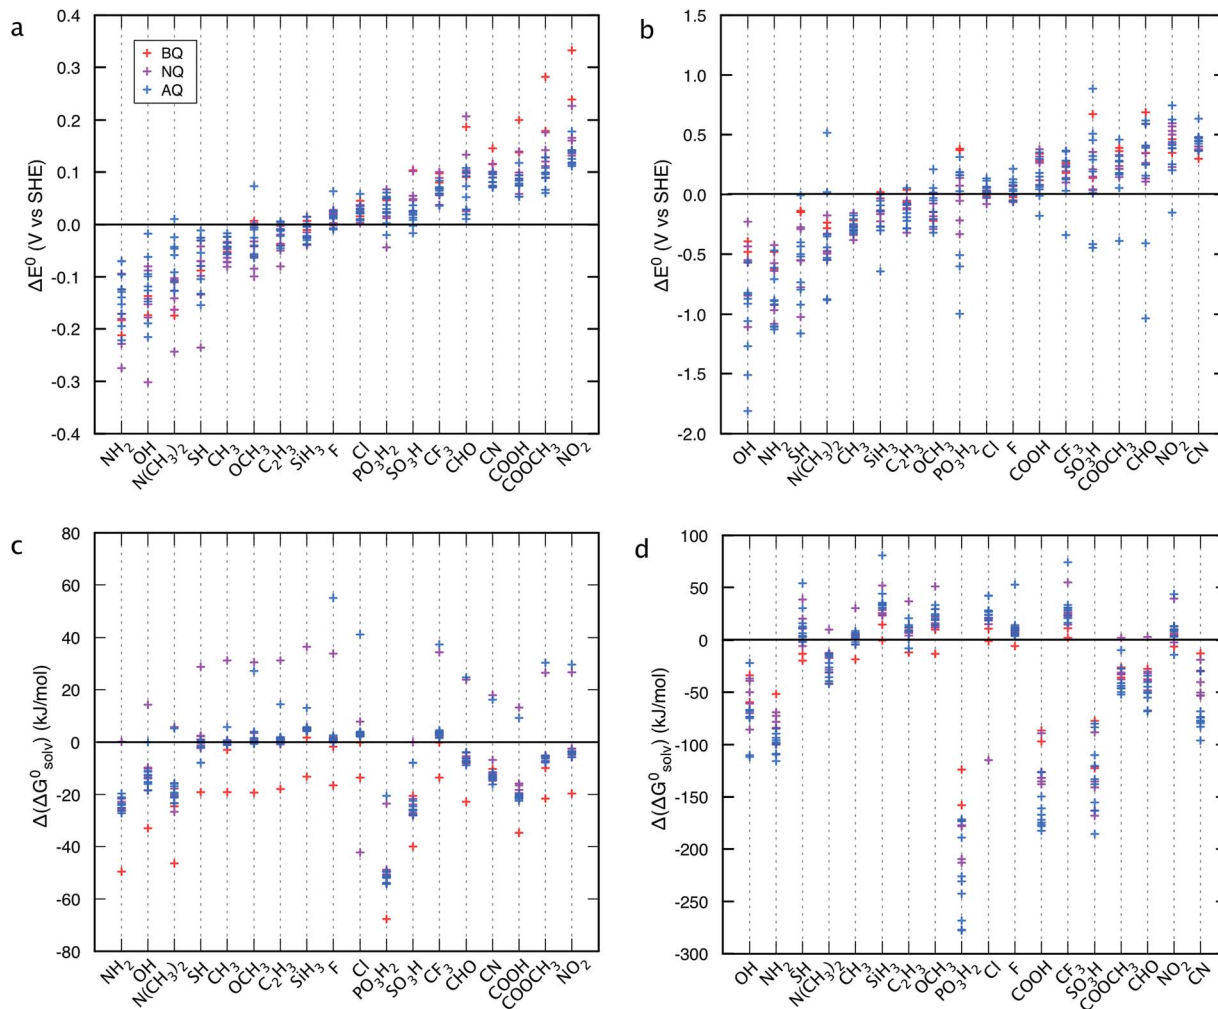 a
ΔE⁰ (V vs SHE)
0.4
0.3
0.2
0.1
0.0
-0.1
-0.2
-0.3
-0.4
BQ
NQ
AQ
NH₂
OH
N(CH₃)₂
SH
CH₃
OCH₃
C₂H₃
SiH₃
F
Cl
PO₃H₂
SO₃H
CF₃
CHO
CN
COOH
COOCH₃
NO₂
b
ΔE⁰ (V vs SHE)
1.5
1.0
0.5
0.0
-0.5
-1.0
-1.5
-2.0
OH
NH₂
SH
N(CH₃)₂
CH₃
SiH₃
C₂H₃
OCH₃
PO₃H₂
Cl
F
COOH
CF₃
SO₃H
COOCH₃
CHO
NO₂
CN
c
Δ(ΔG⁰solv) (kJ/mol)
80
60
40
20
0
-20
-40
-60
-80
NH₂
OH
N(CH₃)₂
SH
CH₃
OCH₃
C₂H₃
SiH₃
F
Cl
PO₃H₂
SO₃H
CF₃
CHO
CN
COOH
COOCH₃
NO₂
d
Δ(ΔG⁰solv) (kJ/mol)
100
50
0
-50
-100
-150
-200
-250
-300
OH
NH₂
SH
N(CH₃)₂
CH₃
SiH₃
C₂H₃
OCH₃
PO₃H₂
Cl
F
COOH
CF₃
SO₃H
COOCH₃
CHO
NO₂
CN